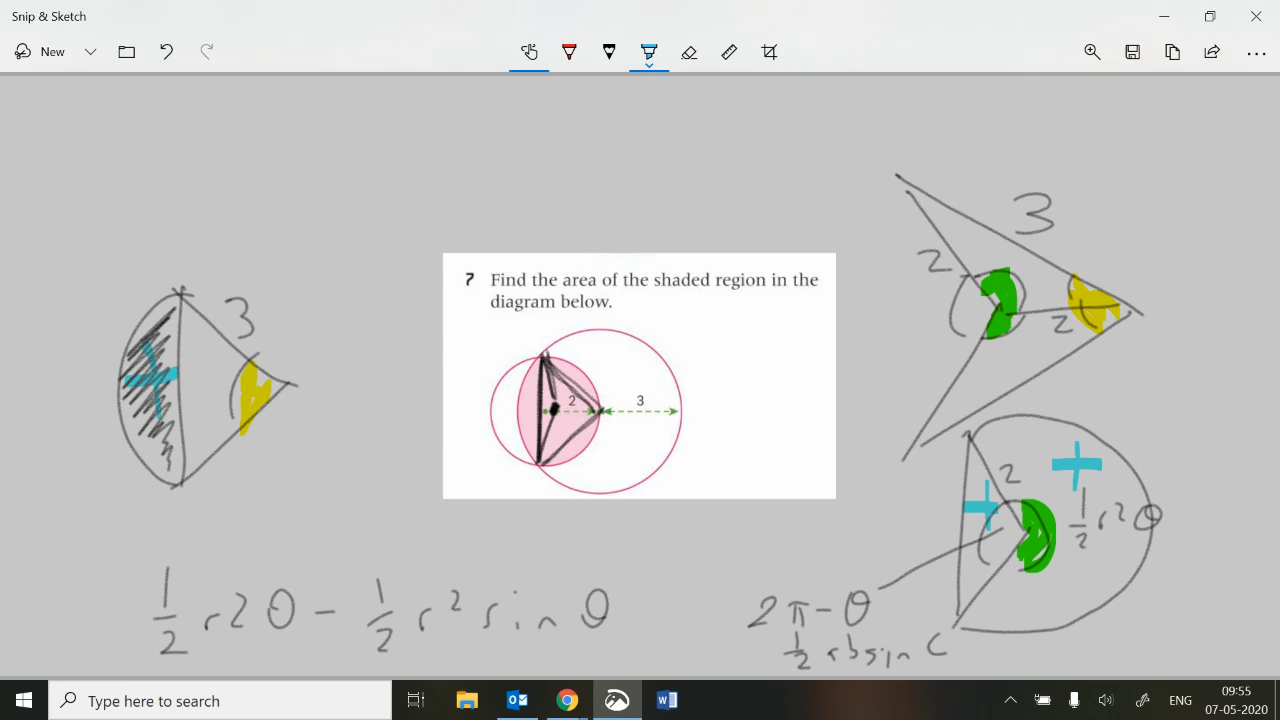 Snip & Sketch
New
3
2
2
3
7 Find the area of the shaded region in the
diagram below.
2
3
2
1/2 r2θ
1/2 r2θ - 1/2 r² sin θ
2π-θ
1/2 absin C
Type here to search
ENG
09:55
07-05-2020